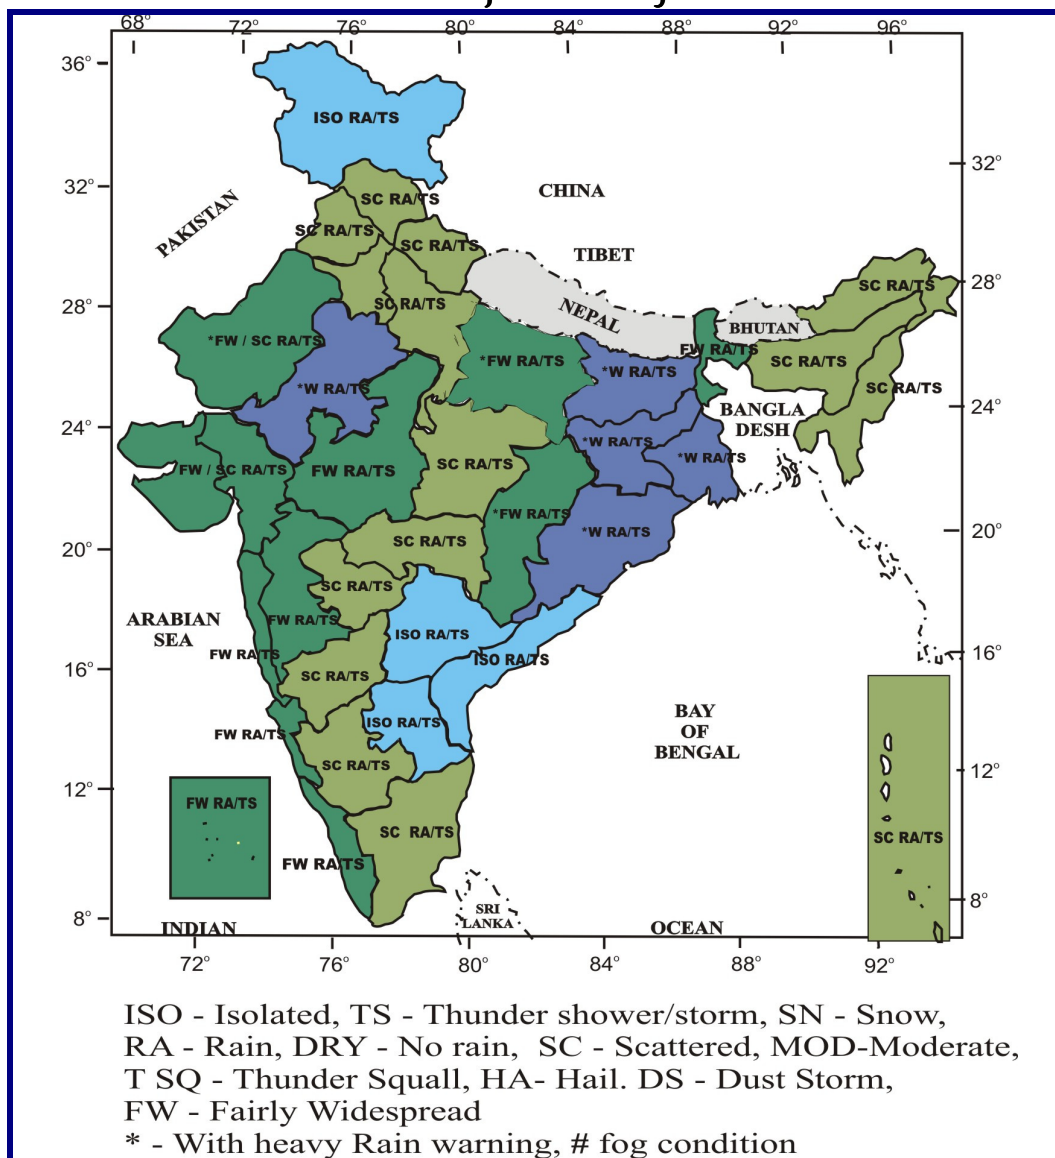 68° 72° 76° 80° 84° 88° 92° 96°
36°
ISO RA/TS
32°
32°
SC RA/TS
CHINA
PAKISTAN
SC RA/TS
SC RA/TS
TIBET
28°
SC RA/TS
28°
SC RA/TS
NEPAL
BHUTAN
*FW / SC RA/TS
FW RA/TS
*FW RA/TS
SC RA/TS
*W RA/TS
*W RA/TS
SC RA/TS
24°
24°
BANGLA
DESH
*W RA/TS
*W RA/TS
FW / SC RA/TS
FW RA/TS
SC RA/TS
*FW RA/TS
20°
*W RA/TS
20°
SC RA/TS
SC RA/TS
ARABIAN
SEA
FW RA/TS
ISO RA/TS
FW RA/TS
ISO RA/TS
16°
16°
SC RA/TS
BAY
OF
BENGAL
ISO RA/TS
FW RA/TS
SC RA/TS
12°
12°
FW RA/TS
SC RA/TS
SC RA/TS
FW RA/TS
8°
8°
SRI
LANKA
INDIAN
OCEAN
72° 76° 80° 84° 88° 92°
ISO - Isolated, TS - Thunder shower/storm, SN - Snow,
RA - Rain, DRY - No rain, SC - Scattered, MOD-Moderate,
T SQ - Thunder Squall, HA- Hail. DS - Dust Storm,
FW - Fairly Widespread
* - With heavy Rain warning, # fog condition